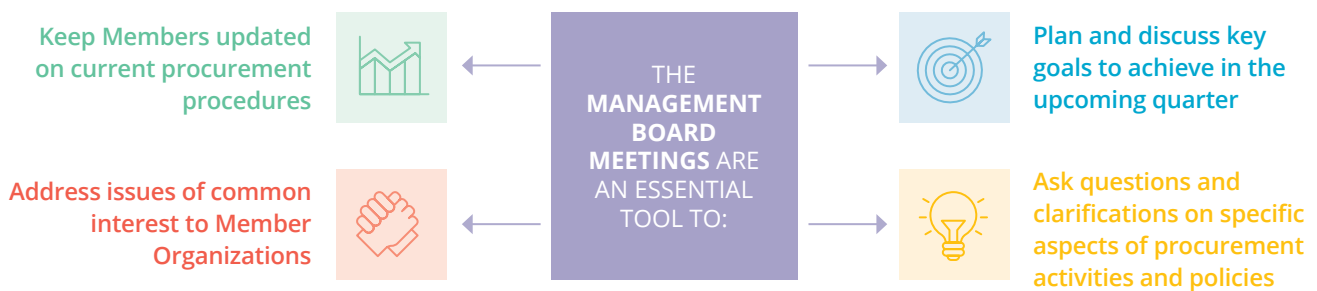 Keep Members updated
on current procurement
procedures
Address issues of common
interest to Member
Organizations
THE
MANAGEMENT
BOARD
MEETINGS ARE
AN ESSENTIAL
TOOL TO:
Plan and discuss key
goals to achieve in the
upcoming quarter
Ask questions and
clarifications on specific
aspects of procurement
activities and policies